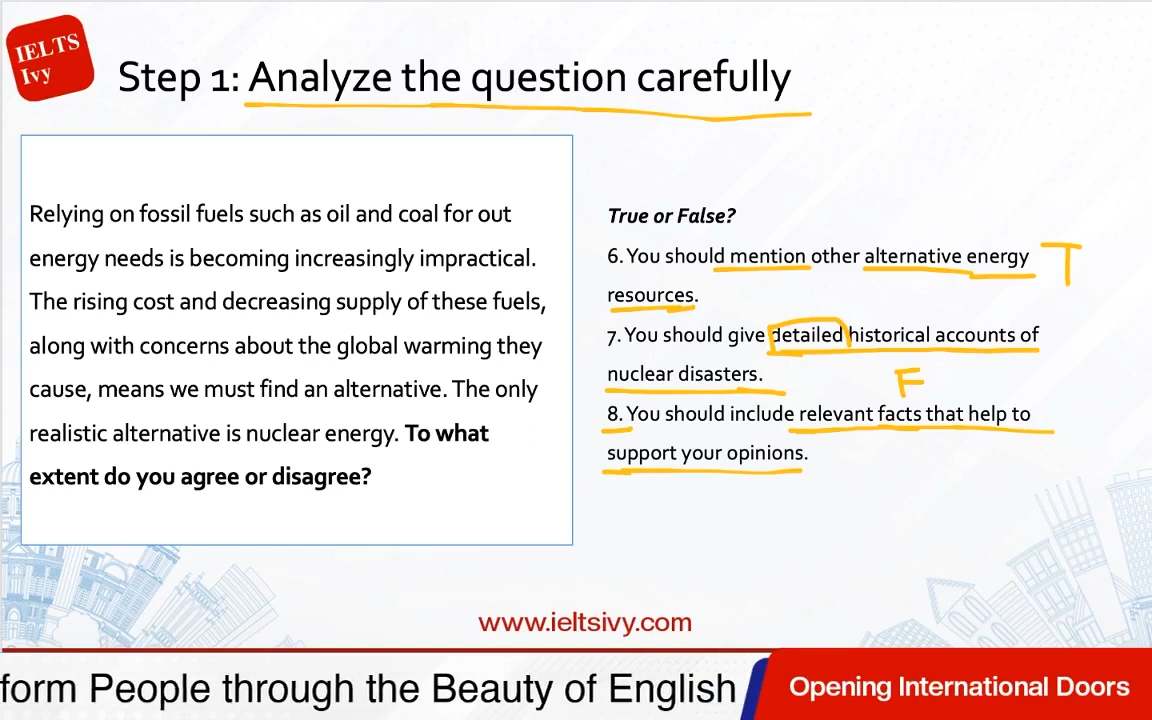 IELTS
Ivy
Step 1: Analyze the question carefully
Relying on fossil fuels such as oil and coal for out
energy needs is becoming increasingly impractical.
The rising cost and decreasing supply of these fuels,
along with concerns about the global warming they
cause, means we must find an alternative. The only
realistic alternative is nuclear energy. To what
extent do you agree or disagree?
True or False?
6. You should mention other alternative energy T
resources.
7. You should give detailed historical accounts of
nuclear disasters. F
8. You should include relevant facts that help to
support your opinions.
www.ieltsivy.com
form People through the Beauty of English
Opening International Doors